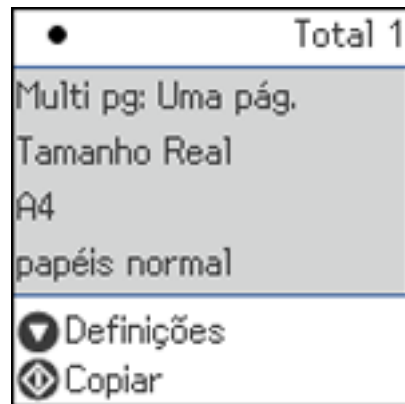 Total 1
Multi pg: Uma pág.
Tamanho Real
A4
papéis normal
Definições
Copiar